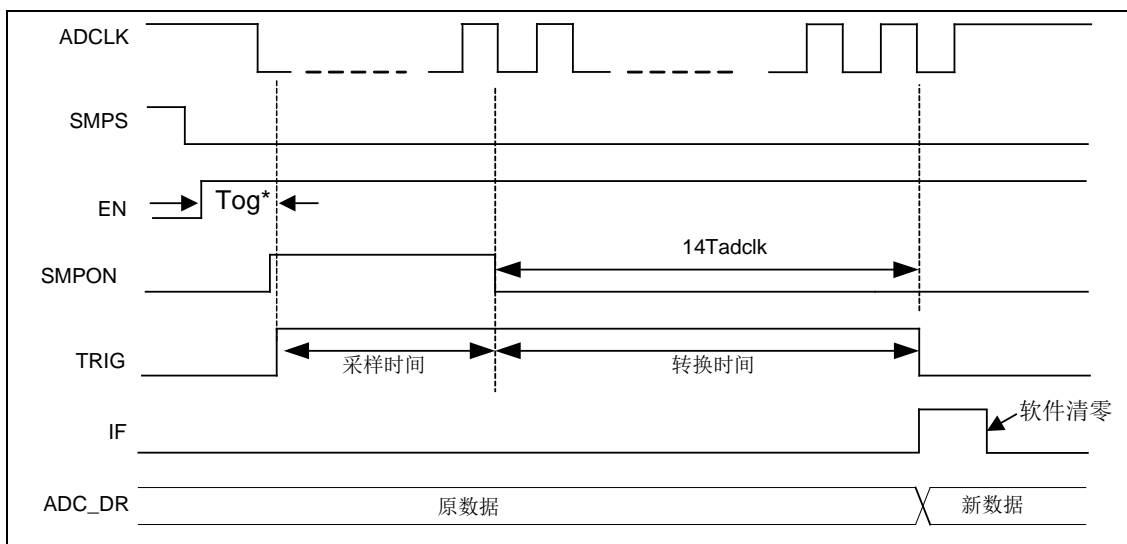 ADCLK
SMPS
EN
Tog*
SMPON
14Tadclk
TRIG
采样时间
转换时间
IF
软件清零
ADC_DR
原数据
新数据